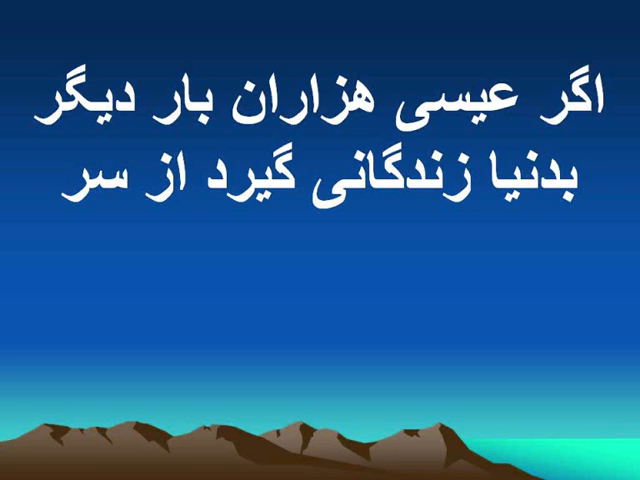 اگر عیسی هزاران بار دیگر
بدنیا زندگانی گیرد از سر